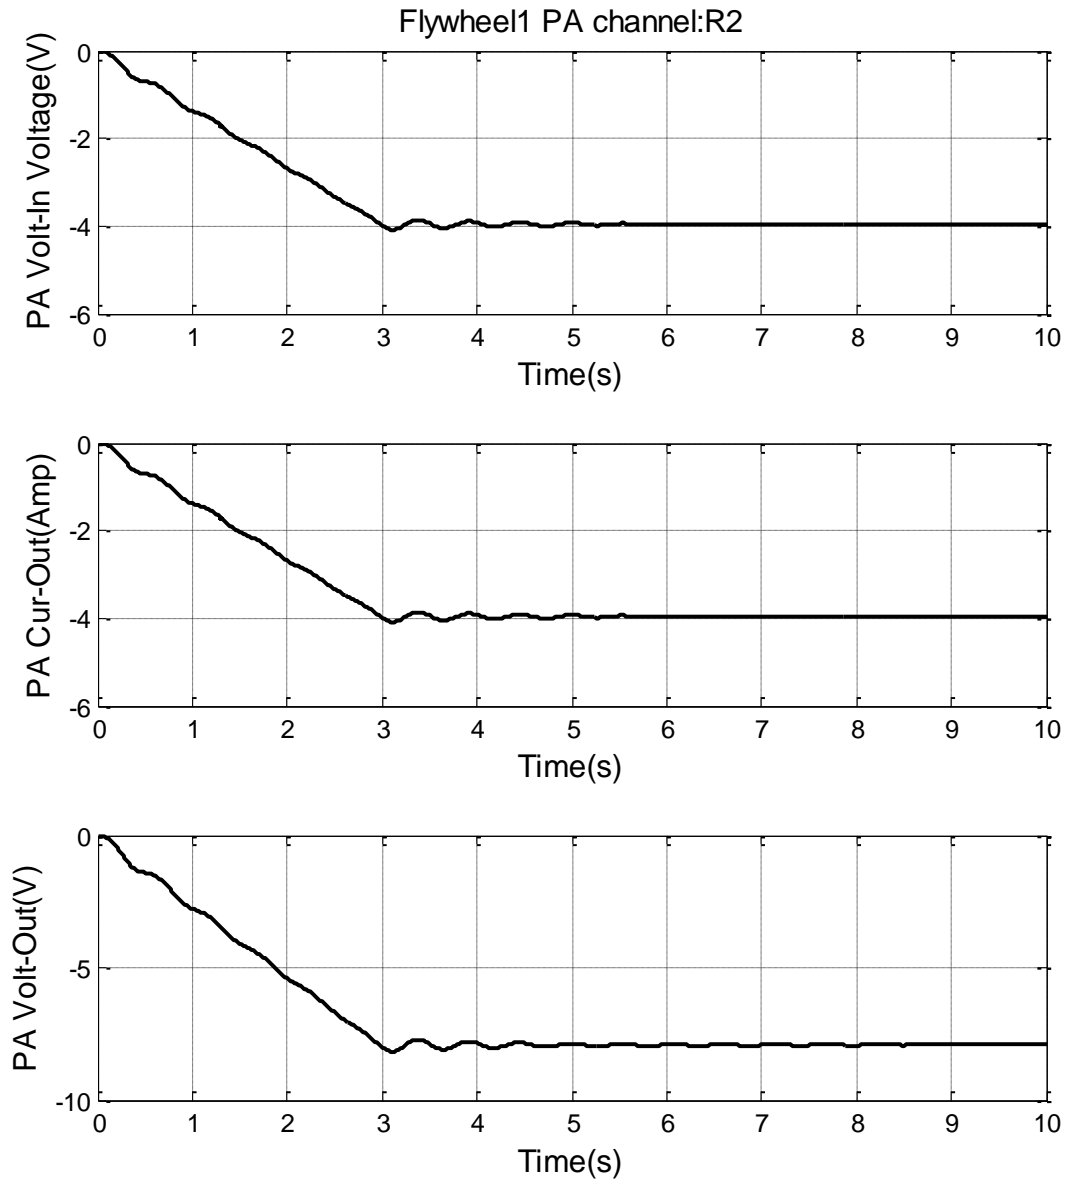 Flywheel1 PA channel:R2
PA Volt-In Voltage(V)
0
-2
-4
-6
0 1 2 3 4 5 6 7 8 9 10
Time(s)
PA Cur-Out(Amp)
0
-2
-4
-6
0 1 2 3 4 5 6 7 8 9 10
Time(s)
PA Volt-Out(V)
0
-5
-10
0 1 2 3 4 5 6 7 8 9 10
Time(s)